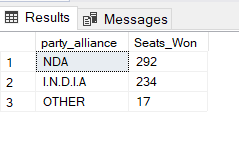 Results Messages
party_alliance Seats_Won
1 NDA 292
2 I.N.D.I.A 234
3 OTHER 17